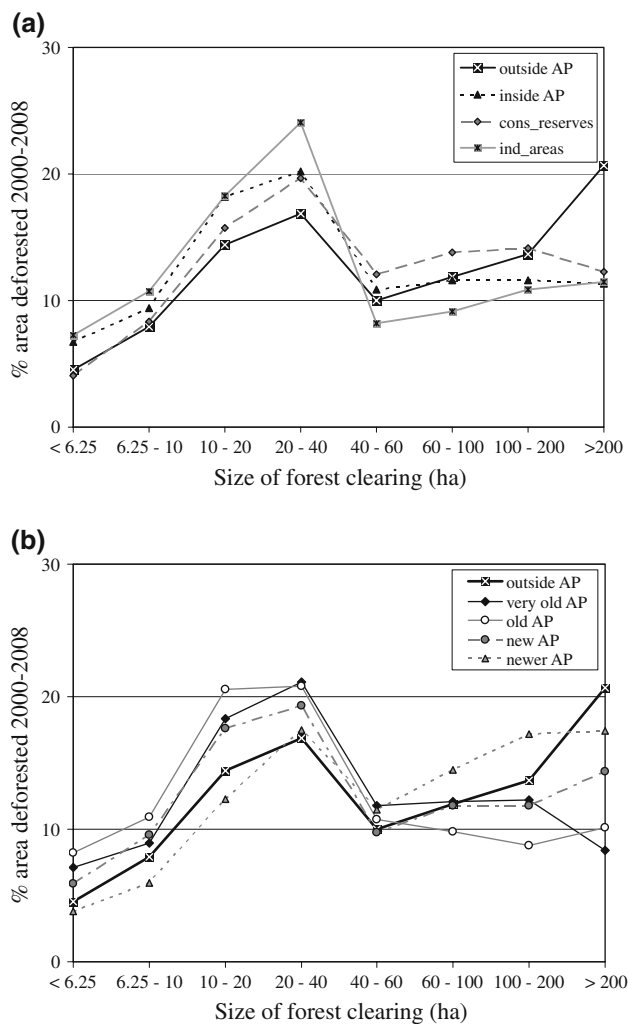 (a)
30
20
10
0
% area deforested 2000-2008
outside AP
inside AP
cons_reserves
ind_areas
< 6.25 6.25 - 10 10 - 20 20 - 40 40 - 60 60 - 100 100 - 200 >200
Size of forest clearing (ha)
(b)
30
20
10
0
% area deforested 2000-2008
outside AP
very old AP
old AP
new AP
newer AP
< 6.25 6.25 - 10 10 - 20 20 - 40 40 - 60 60 - 100 100 - 200 > 200
Size of forest clearing (ha)